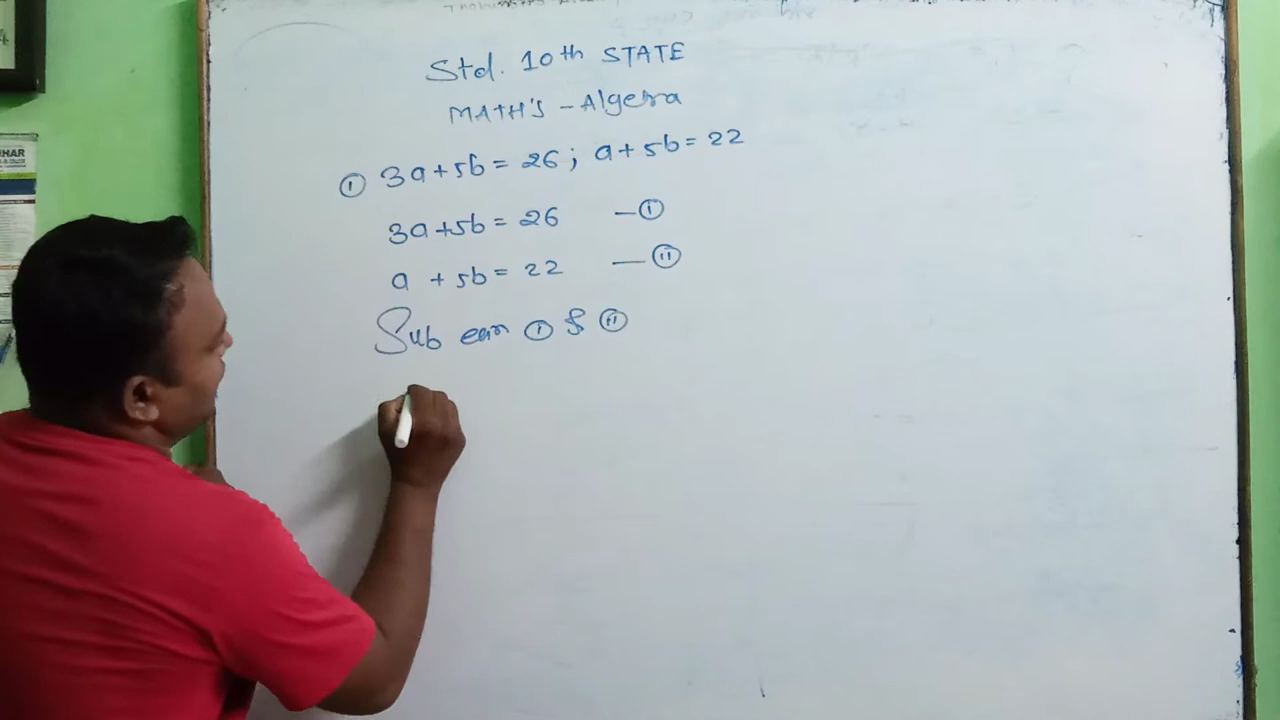 Std. 10th STATE
MATH'S - Algebra
① 3a+5b= 26; a+5b= 22
3a+5b= 26 —①
a + 5b= 22 —⑪
Sub eqn ① & ⑪
HAR